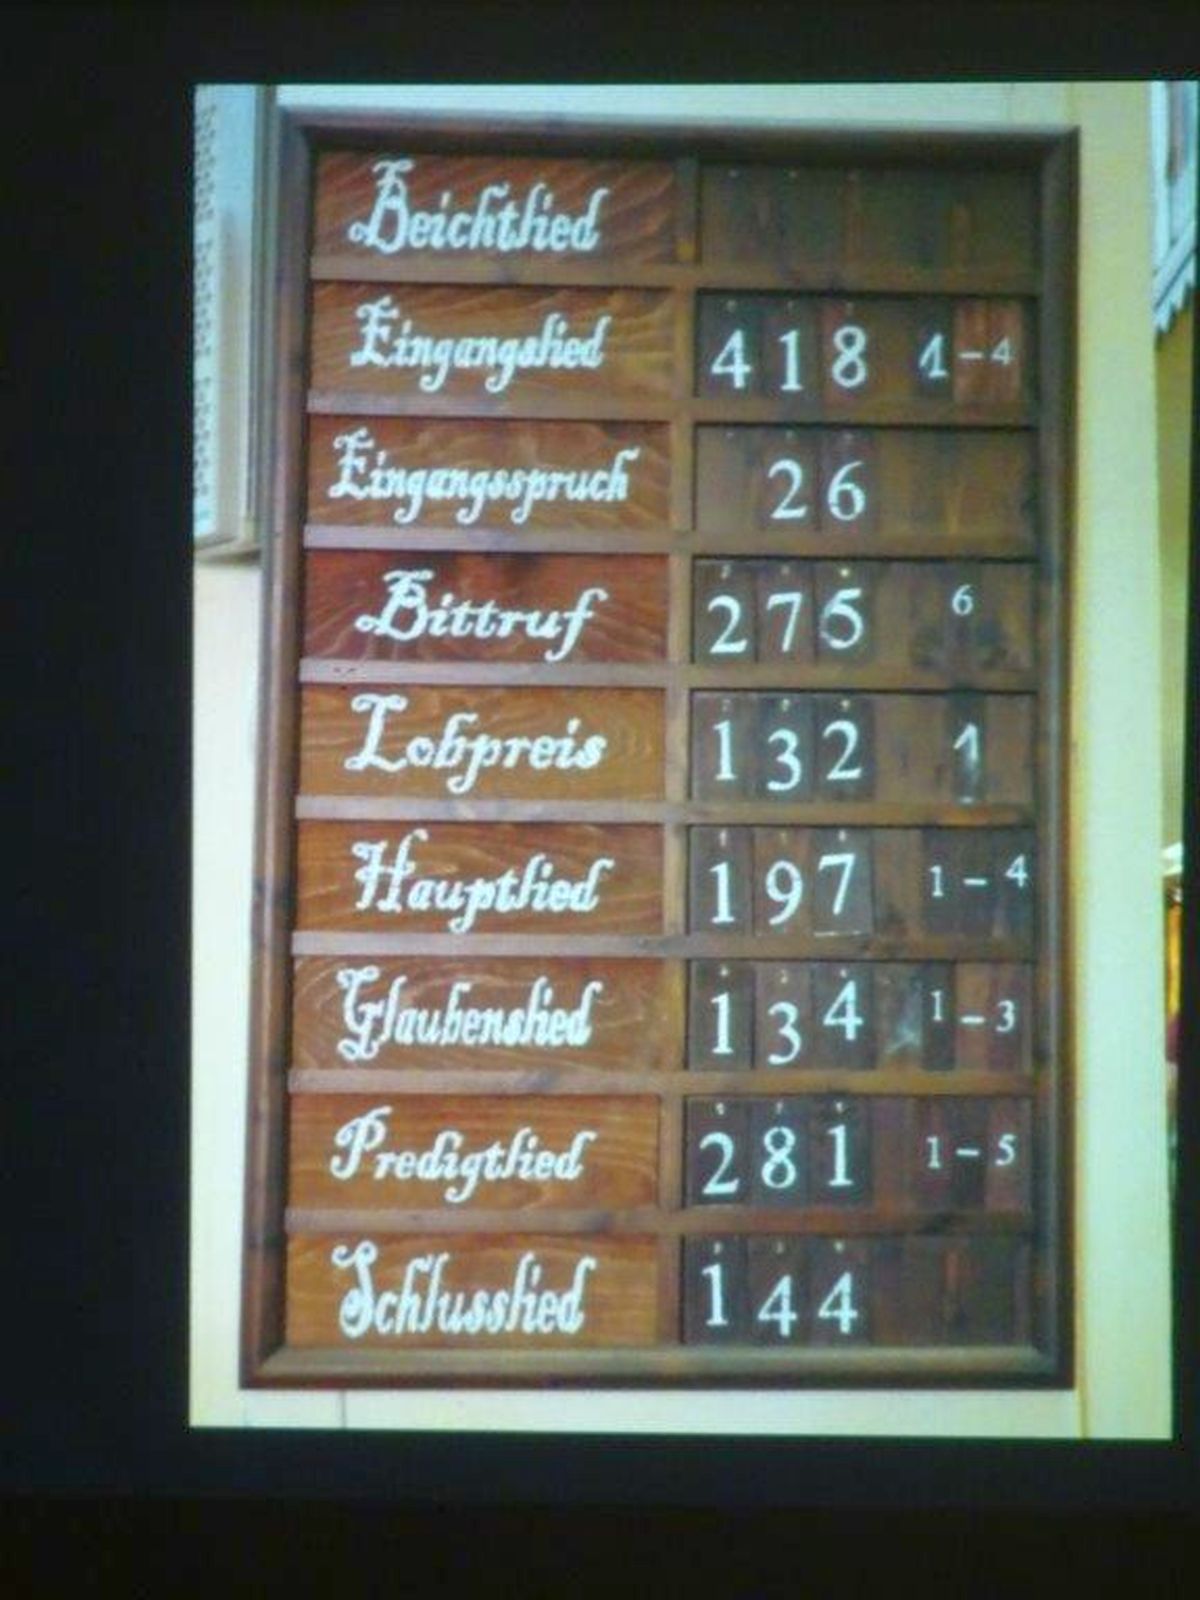 Beichtlied
Eingangslied 418 1-4
Eingangsspruch 26
Bittruf 275 6
Lobpreis 132 1
Hauptlied 197 1-4
Glaubenslied 134 1-3
Predigtlied 281 1-5
Schlusslied 144